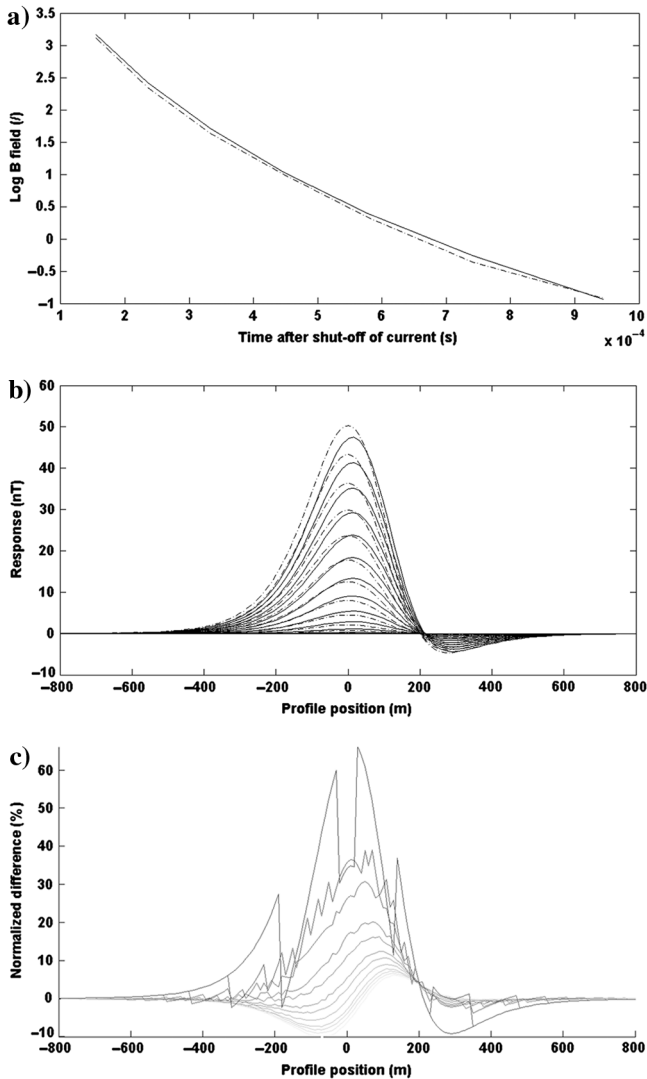 a)
3.5
3
2.5
2
1.5
1
0.5
0
–0.5
–1
Log B field (/)
1 2 3 4 5 6 7 8 9 10
Time after shut-off of current (s)
x 10⁻⁴
b)
60
50
40
30
20
10
0
–10
Response (nT)
–800 –600 –400 –200 0 200 400 600 800
Profile position (m)
c)
60
50
40
30
20
10
0
–10
Normalized difference (%)
–800 –600 –400 –200 0 200 400 600 800
Profile position (m)